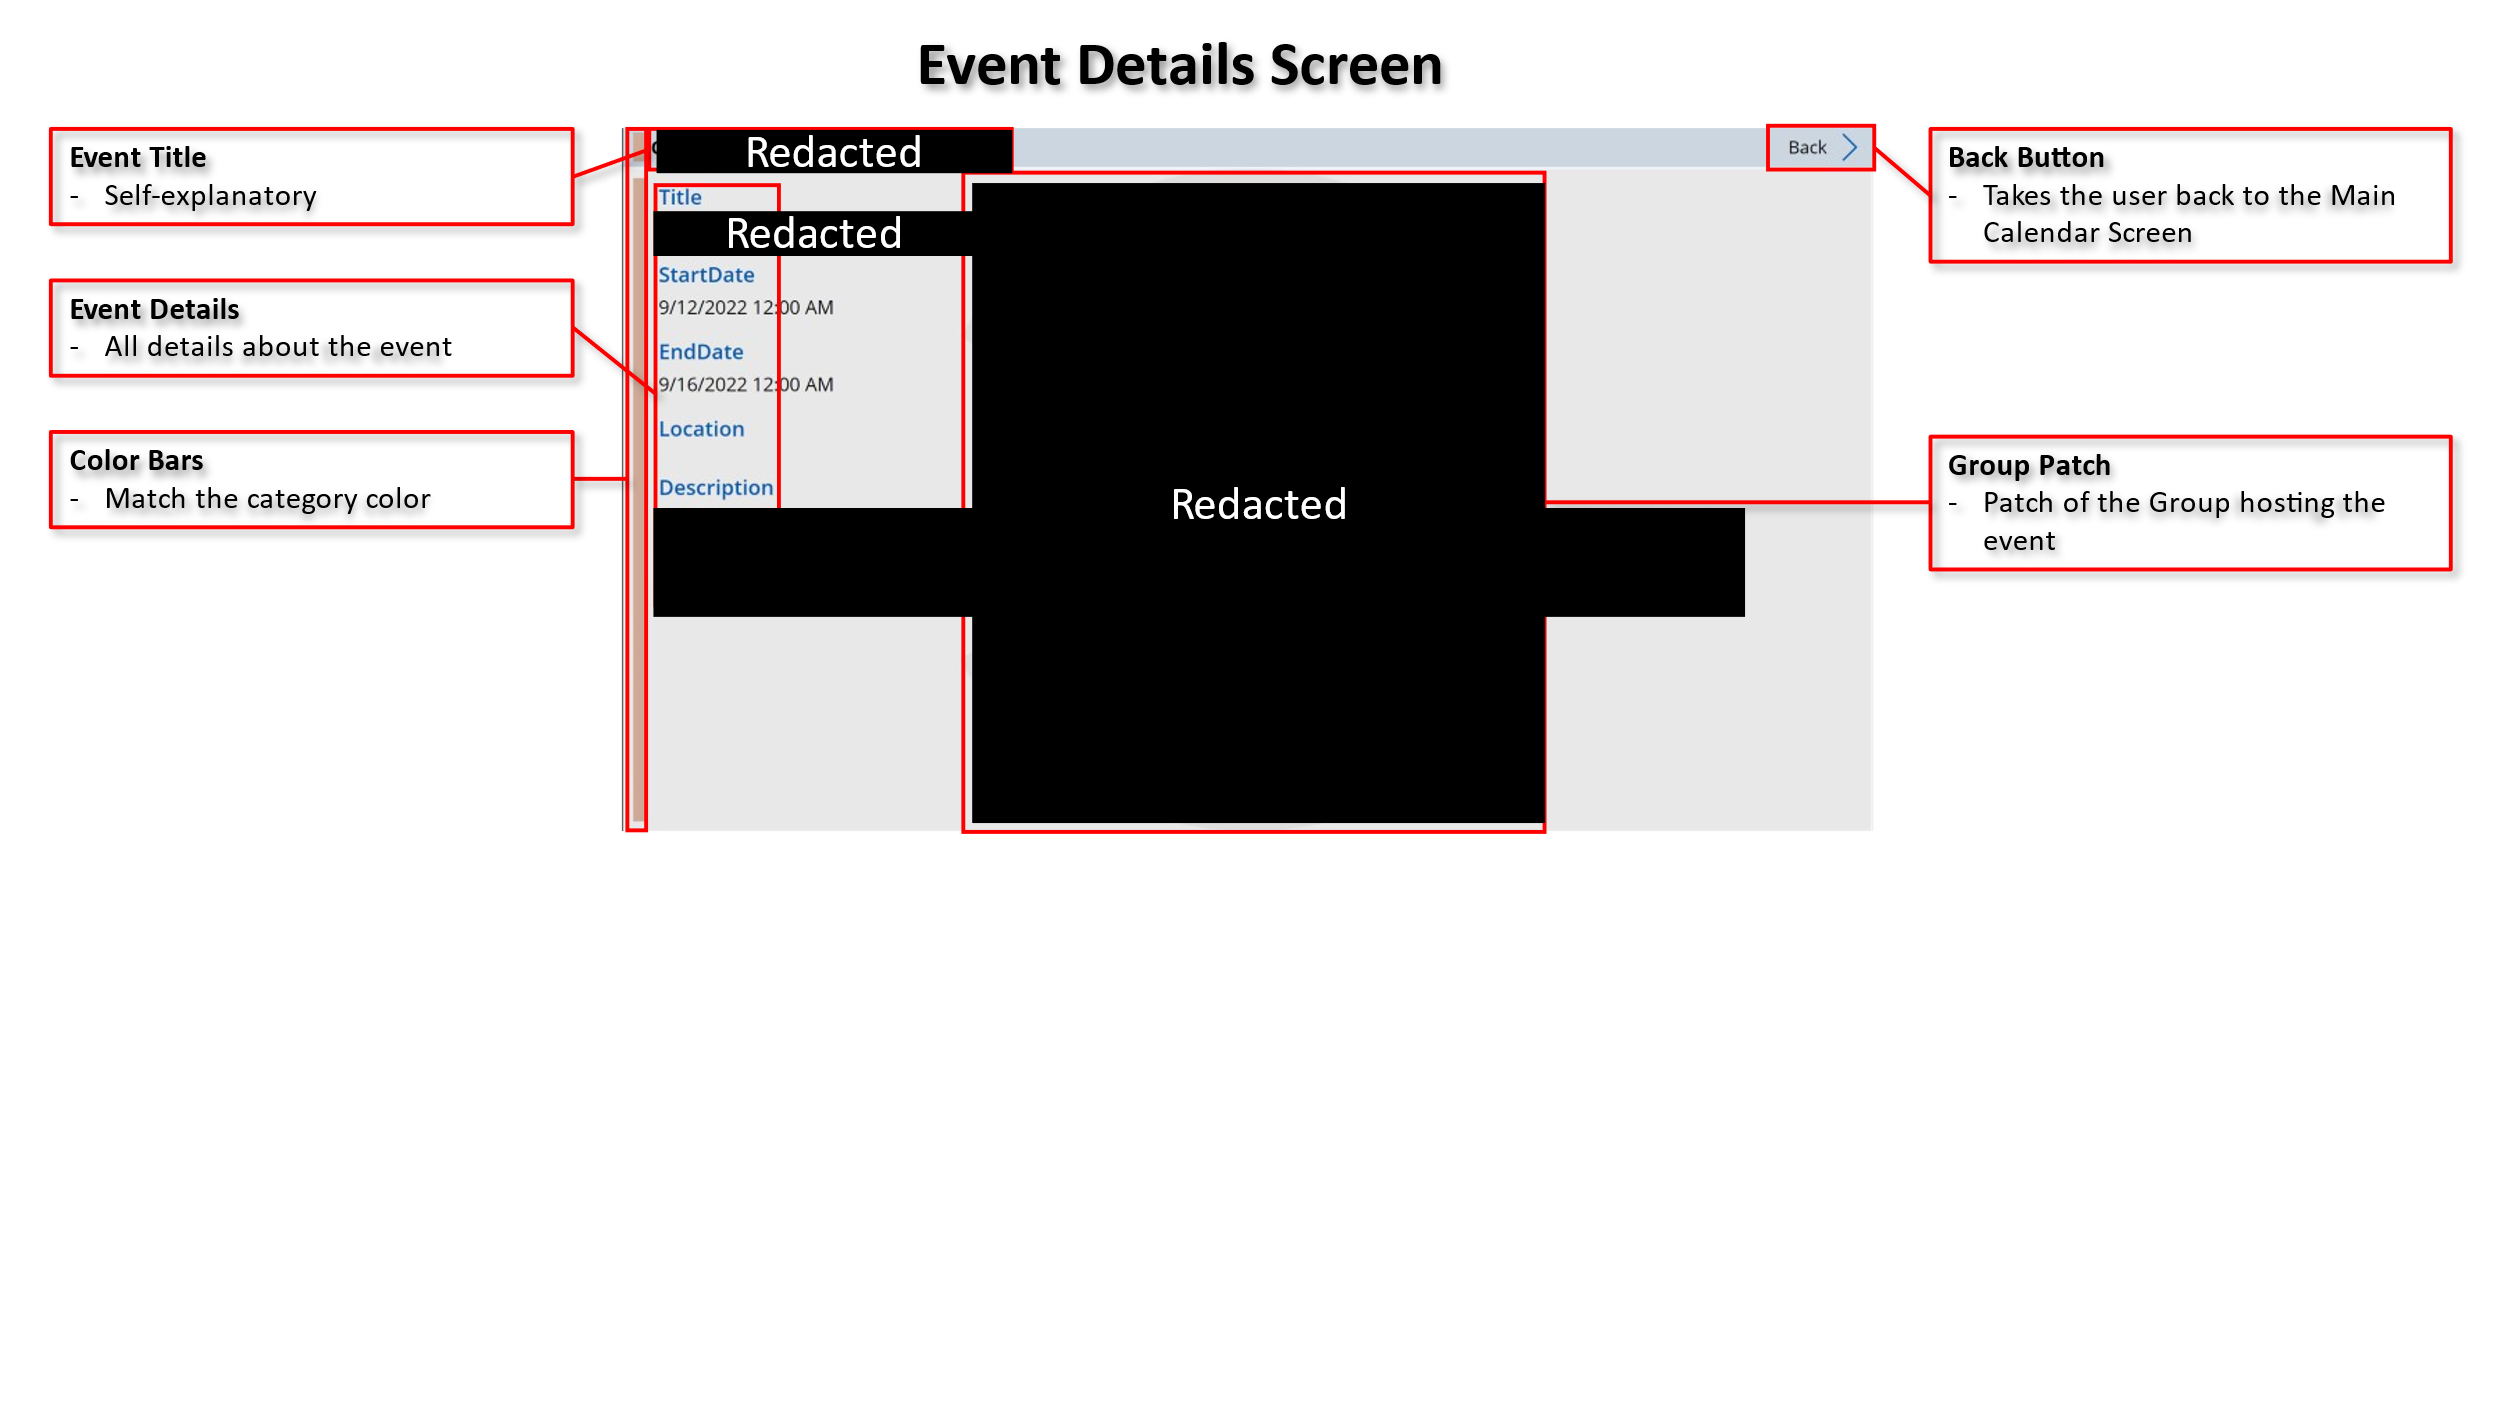 Event Details Screen
Event Title
- Self-explanatory
Event Details
- All details about the event
Color Bars
- Match the category color
Redacted
Back
Title
Redacted
StartDate
9/12/2022 12:00 AM
EndDate
9/16/2022 12:00 AM
Location
Description
Redacted
Back Button
- Takes the user back to the Main
Calendar Screen
Group Patch
- Patch of the Group hosting the
event